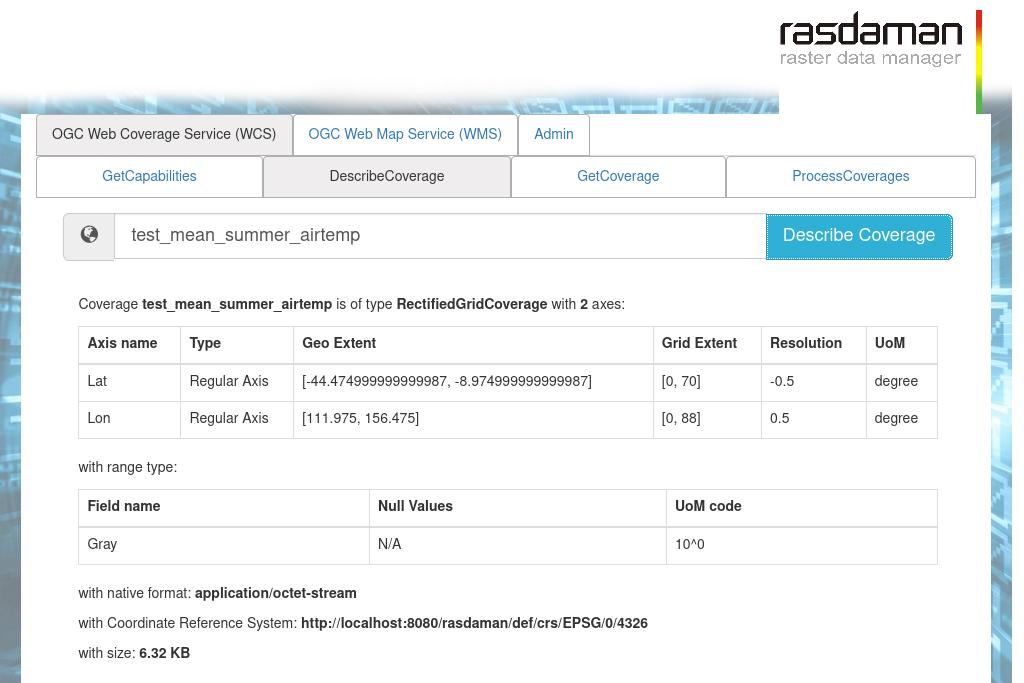 rasdaman
raster data manager
OGC Web Coverage Service (WCS) OGC Web Map Service (WMS) Admin
GetCapabilities DescribeCoverage GetCoverage ProcessCoverages
test_mean_summer_airtemp Describe Coverage
Coverage test_mean_summer_airtemp is of type RectifiedGridCoverage with 2 axes:
Axis name Type Geo Extent Grid Extent Resolution UoM
Lat Regular Axis [-44.474999999999987, -8.974999999999987] [0, 70] -0.5 degree
Lon Regular Axis [111.975, 156.475] [0, 88] 0.5 degree
with range type:
Field name Null Values UoM code
Gray N/A 10^0
with native format: application/octet-stream
with Coordinate Reference System: http://localhost:8080/rasdaman/def/crs/EPSG/0/4326
with size: 6.32 KB